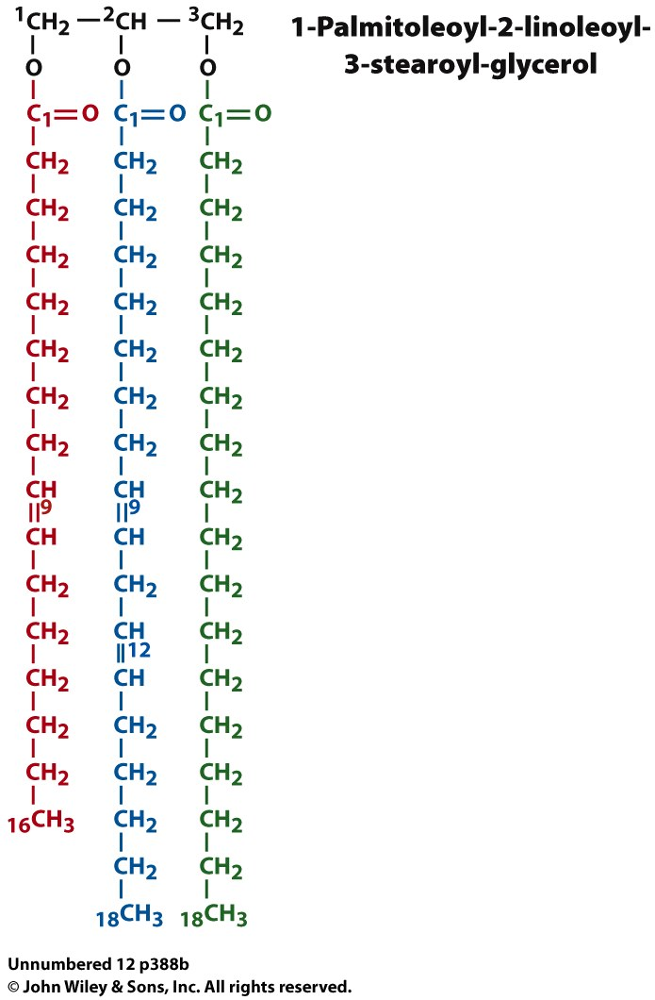 ¹CH₂ — ²CH — ³CH₂
1-Palmitoleoyl-2-linoleoyl-
3-stearoyl-glycerol
O O O
C₁=O C₁=O C₁=O
CH₂ CH₂ CH₂
CH₂ CH₂ CH₂
CH₂ CH₂ CH₂
CH₂ CH₂ CH₂
CH₂ CH₂ CH₂
CH₂ CH₂ CH₂
CH₂ CH₂ CH₂
CH CH CH₂
9 9
CH CH CH₂
CH₂ CH₂ CH₂
CH₂ CH CH₂
12
CH₂ CH CH₂
CH₂ CH₂ CH₂
CH₂ CH₂ CH₂
₁₆CH₃ CH₂ CH₂
CH₂ CH₂
₁₈CH₃ ₁₈CH₃
Unnumbered 12 p388b
© John Wiley & Sons, Inc. All rights reserved.